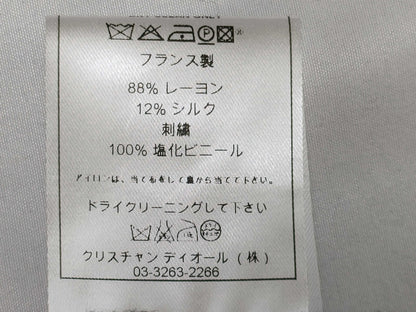 フランス製
88% レーヨン
12% シルク
刺繍
100% 塩化ビニール
アイロンは、当て布をして裏から当てて下さい。
ドライクリーニングして下さい
クリスチャン ディオール (株)
03-3263-2266